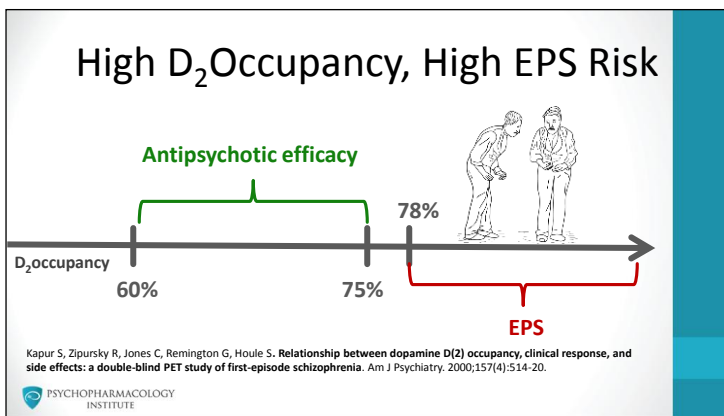 High D₂Occupancy, High EPS Risk
Antipsychotic efficacy
78%
D₂occupancy
60%
75%
EPS
Kapur S, Zipursky R, Jones C, Remington G, Houle S. Relationship between dopamine D(2) occupancy, clinical response, and
side effects: a double-blind PET study of first-episode schizophrenia. Am J Psychiatry. 2000;157(4):514-20.
PSYCHOPHARMACOLOGY
INSTITUTE